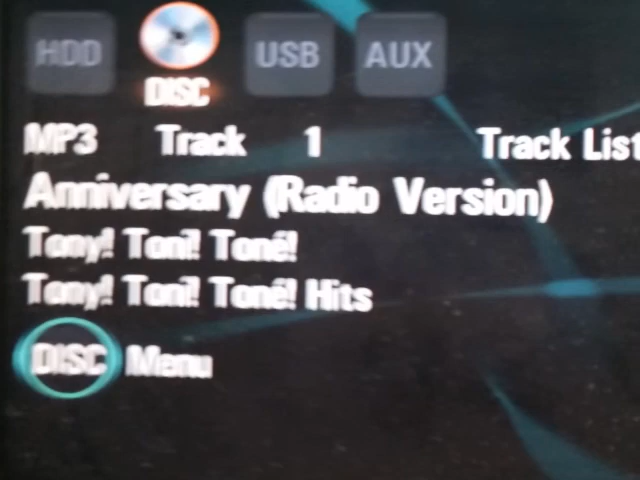 HDD DISC USB AUX
MP3 Track 1 Track List
Anniversary (Radio Version)
Tony! Toni! Toné!
Tony! Toni! Toné! Hits
DISC Menu